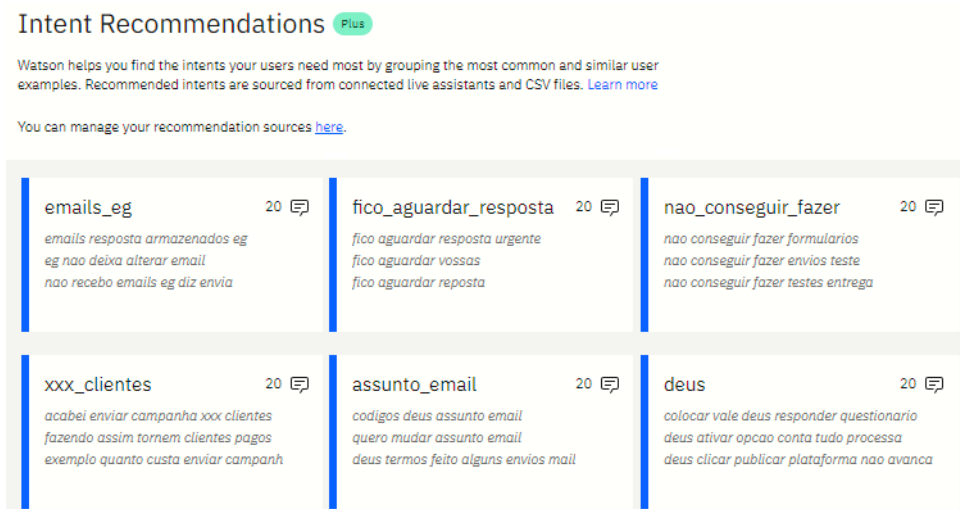 Intent Recommendations Plus
Watson helps you find the intents your users need most by grouping the most common and similar user
examples. Recommended intents are sourced from connected live assistants and CSV files. Learn more
You can manage your recommendation sources here.
emails_eg 20
emails resposta armazenados eg
eg nao deixa alterar email
nao recebo emails eg diz envia
fico_aguardar_resposta 20
fico aguardar resposta urgente
fico aguardar vossas
fico aguardar reposta
nao_conseguir_fazer 20
nao conseguir fazer formularios
nao conseguir fazer envios teste
nao conseguir fazer testes entrega
xxx_clientes 20
acabei enviar campanha xxx clientes
fazendo assim tornem clientes pagos
exemplo quanto custa enviar campanh
assunto_email 20
codigos deus assunto email
quero mudar assunto email
deus termos feito alguns envios mail
deus 20
colocar vale deus responder questionario
deus ativar opcao conta tudo processa
deus clicar publicar plataforma nao avanca